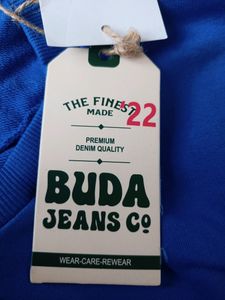 THE FINEST
'22
MADE
PREMIUM
DENIM QUALITY
BUDA
JEANS Co
WEAR-CARE-REWEAR